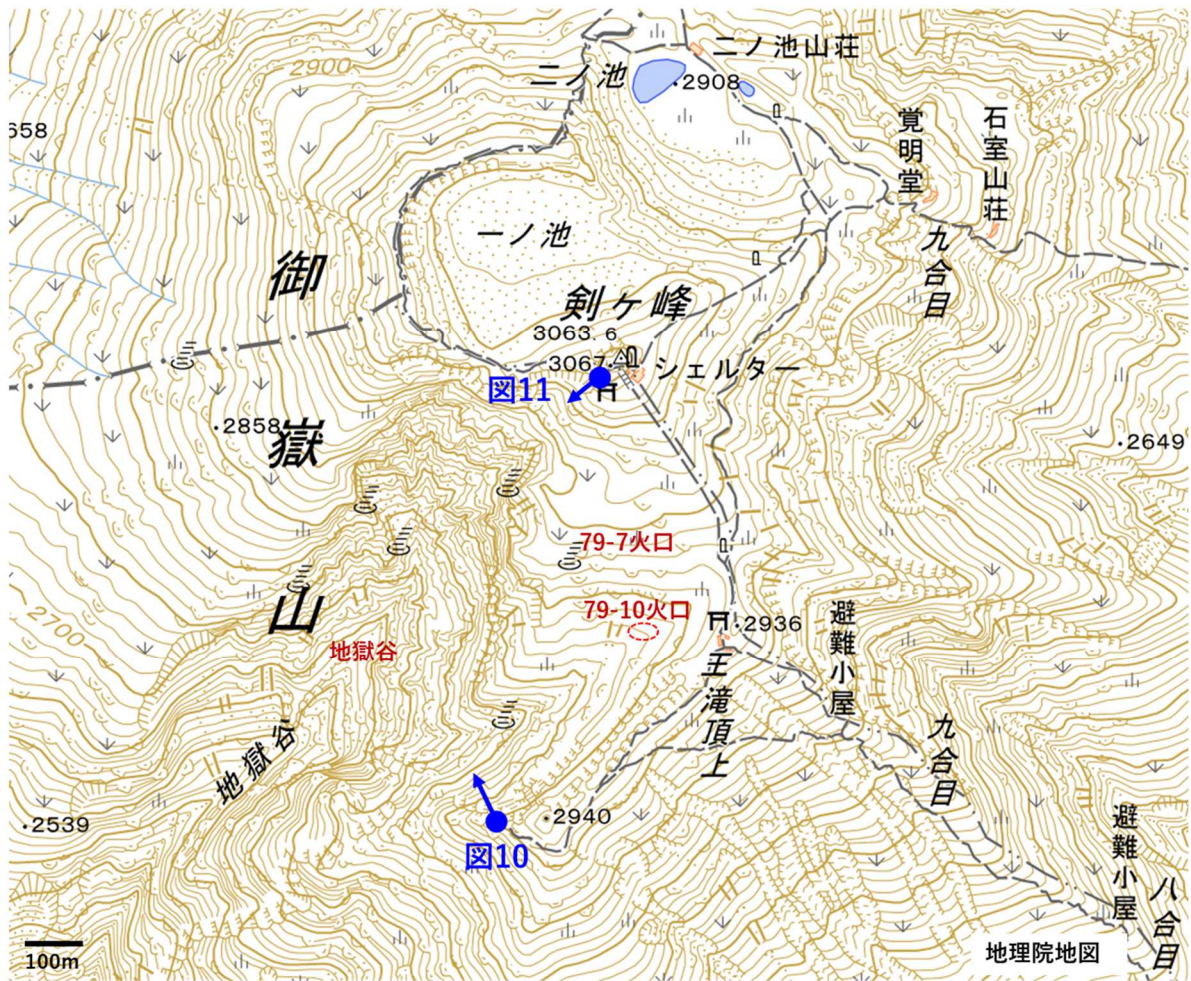 二ノ池山荘
2900
二ノ池
2908
658
覚明堂
石室山荘
一ノ池
九合目
御嶽山
剣ヶ峰
3063.6
3067
シェルター
図11
2858
2649
79-7火口
79-10火口
2700
2936
避難小屋
地獄谷
王滝頂上
地獄谷
九合目
2539
2940
図10
避難小屋
八合目
100m
地理院地図